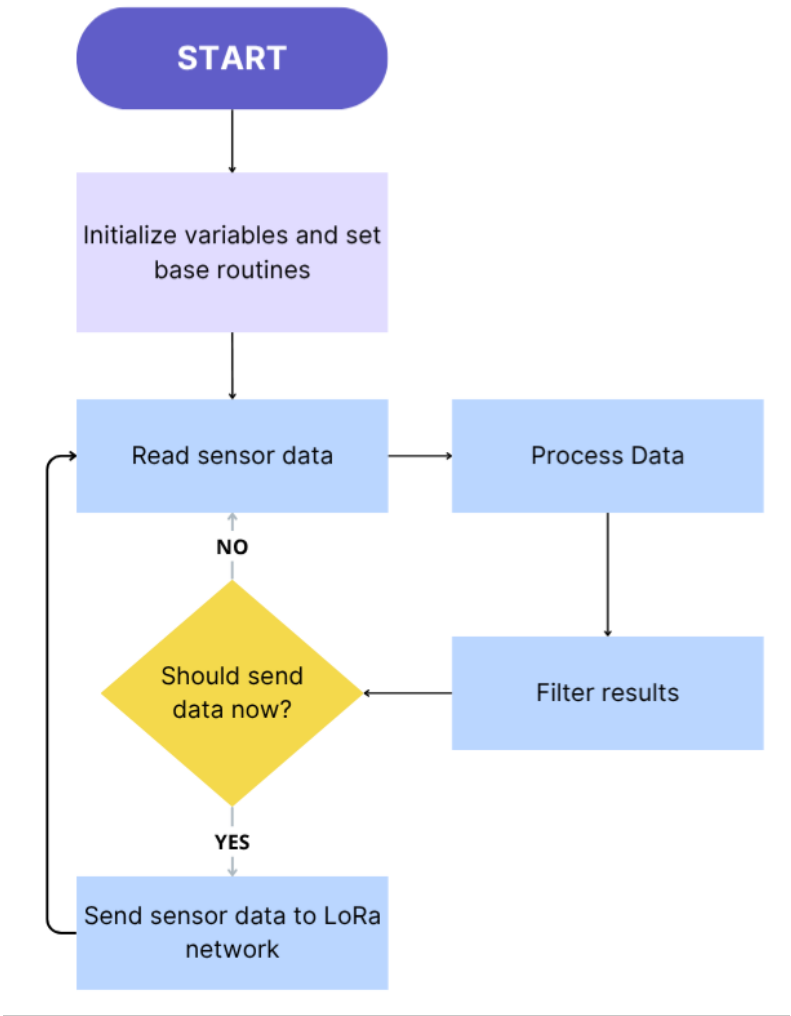 START
Initialize variables and set
base routines
Read sensor data
Process Data
NO
Should send
data now?
Filter results
YES
Send sensor data to LoRa
network